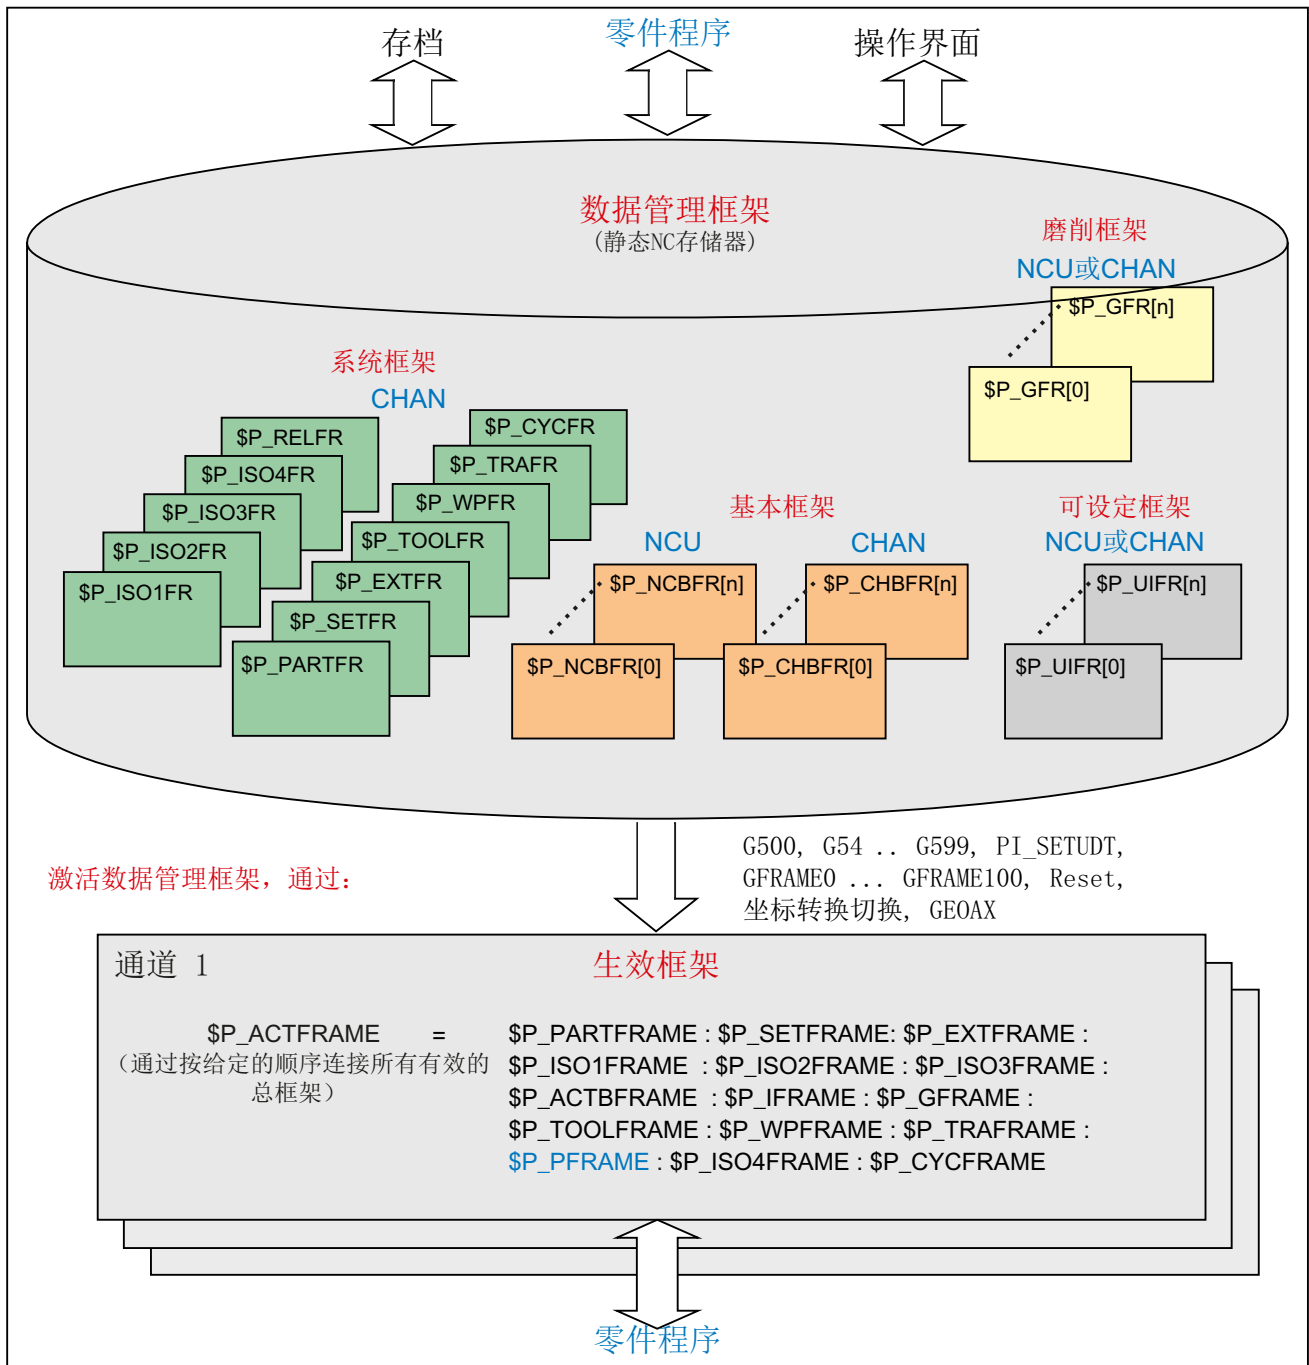 存档
零件程序
操作界面
数据管理框架
(静态NC存储器)
磨削框架
NCU或CHAN
$P_GFR[n]
$P_GFR[0]
系统框架
CHAN
$P_RELFR
$P_ISO4FR
$P_ISO3FR
$P_ISO2FR
$P_ISO1FR
$P_CYCFR
$P_TRAFR
$P_WPFR
$P_TOOLFR
$P_EXTFR
$P_SETFR
$P_PARTFR
基本框架
NCU
CHAN
$P_NCBFR[n]
$P_CHBFR[n]
$P_NCBFR[0]
$P_CHBFR[0]
可设定框架
NCU或CHAN
$P_UIFR[n]
$P_UIFR[0]
激活数据管理框架，通过：
G500, G54 .. G599, PI_SETUDT,
GFRAME0 ... GFRAME100, Reset,
坐标转换切换, GEOAX
通道 1
生效框架
$P_ACTFRAME =
（通过按给定的顺序连接所有有效的
总框架）
$P_PARTFRAME : $P_SETFRAME: $P_EXTFRAME :
$P_ISO1FRAME : $P_ISO2FRAME : $P_ISO3FRAME :
$P_ACTBFRAME : $P_IFRAME : $P_GFRAME :
$P_TOOLFRAME : $P_WPFRAME : $P_TRAFRAME :
$P_PFRAME : $P_ISO4FRAME : $P_CYCFRAME
零件程序